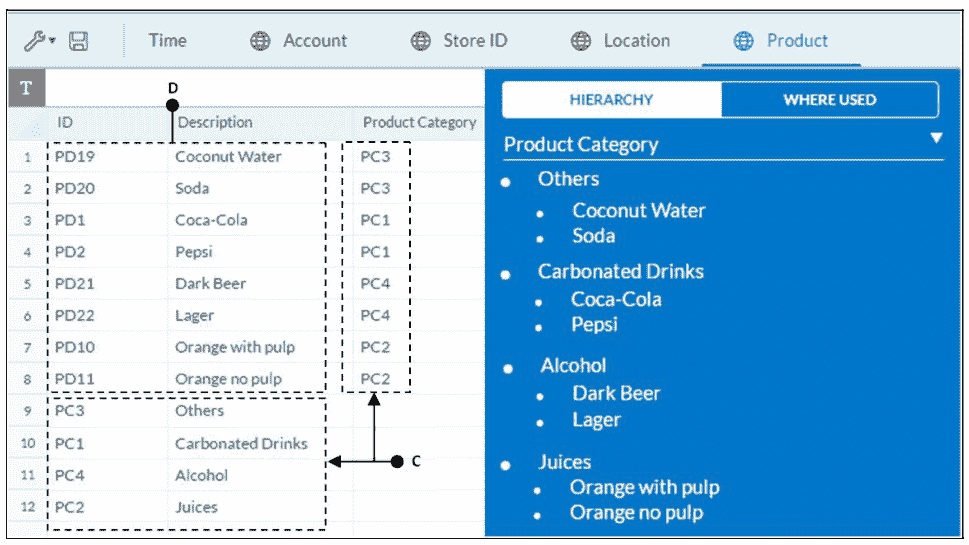 Time Account Store ID Location Product
T D
ID Description Product Category
1 PD19 Coconut Water PC3
2 PD20 Soda PC3
3 PD1 Coca-Cola PC1
4 PD2 Pepsi PC1
5 PD21 Dark Beer PC4
6 PD22 Lager PC4
7 PD10 Orange with pulp PC2
8 PD11 Orange no pulp PC2
9 PC3 Others
10 PC1 Carbonated Drinks
C
11 PC4 Alcohol
12 PC2 Juices
HIERARCHY WHERE USED
Product Category
Others
Coconut Water
Soda
Carbonated Drinks
Coca-Cola
Pepsi
Alcohol
Dark Beer
Lager
Juices
Orange with pulp
Orange no pulp